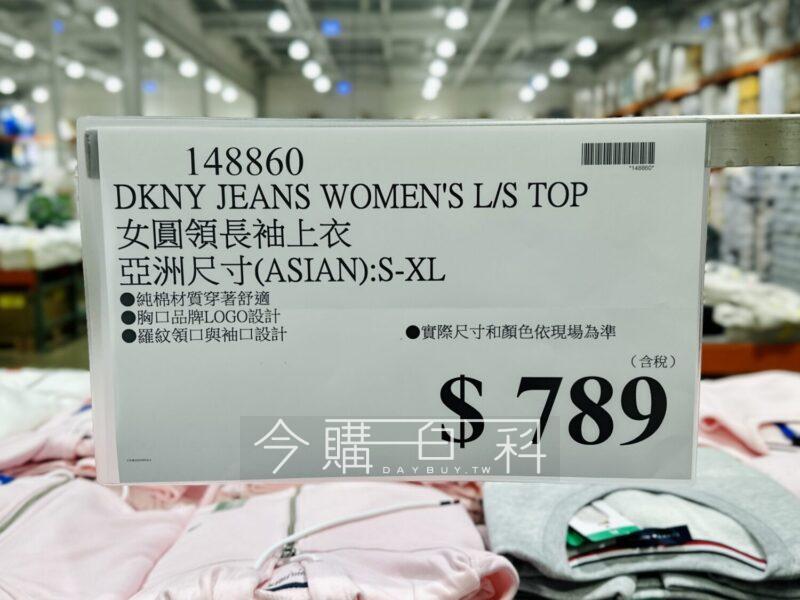 148860
*148860*
DKNY JEANS WOMEN'S L/S TOP
女圓領長袖上衣
亞洲尺寸(ASIAN):S-XL
●純棉材質穿著舒適
●胸口品牌LOGO設計
●羅紋領口與袖口設計
●實際尺寸和顏色依現場為準
(含稅)
$ 789
今購百科
DAYBUY.TW